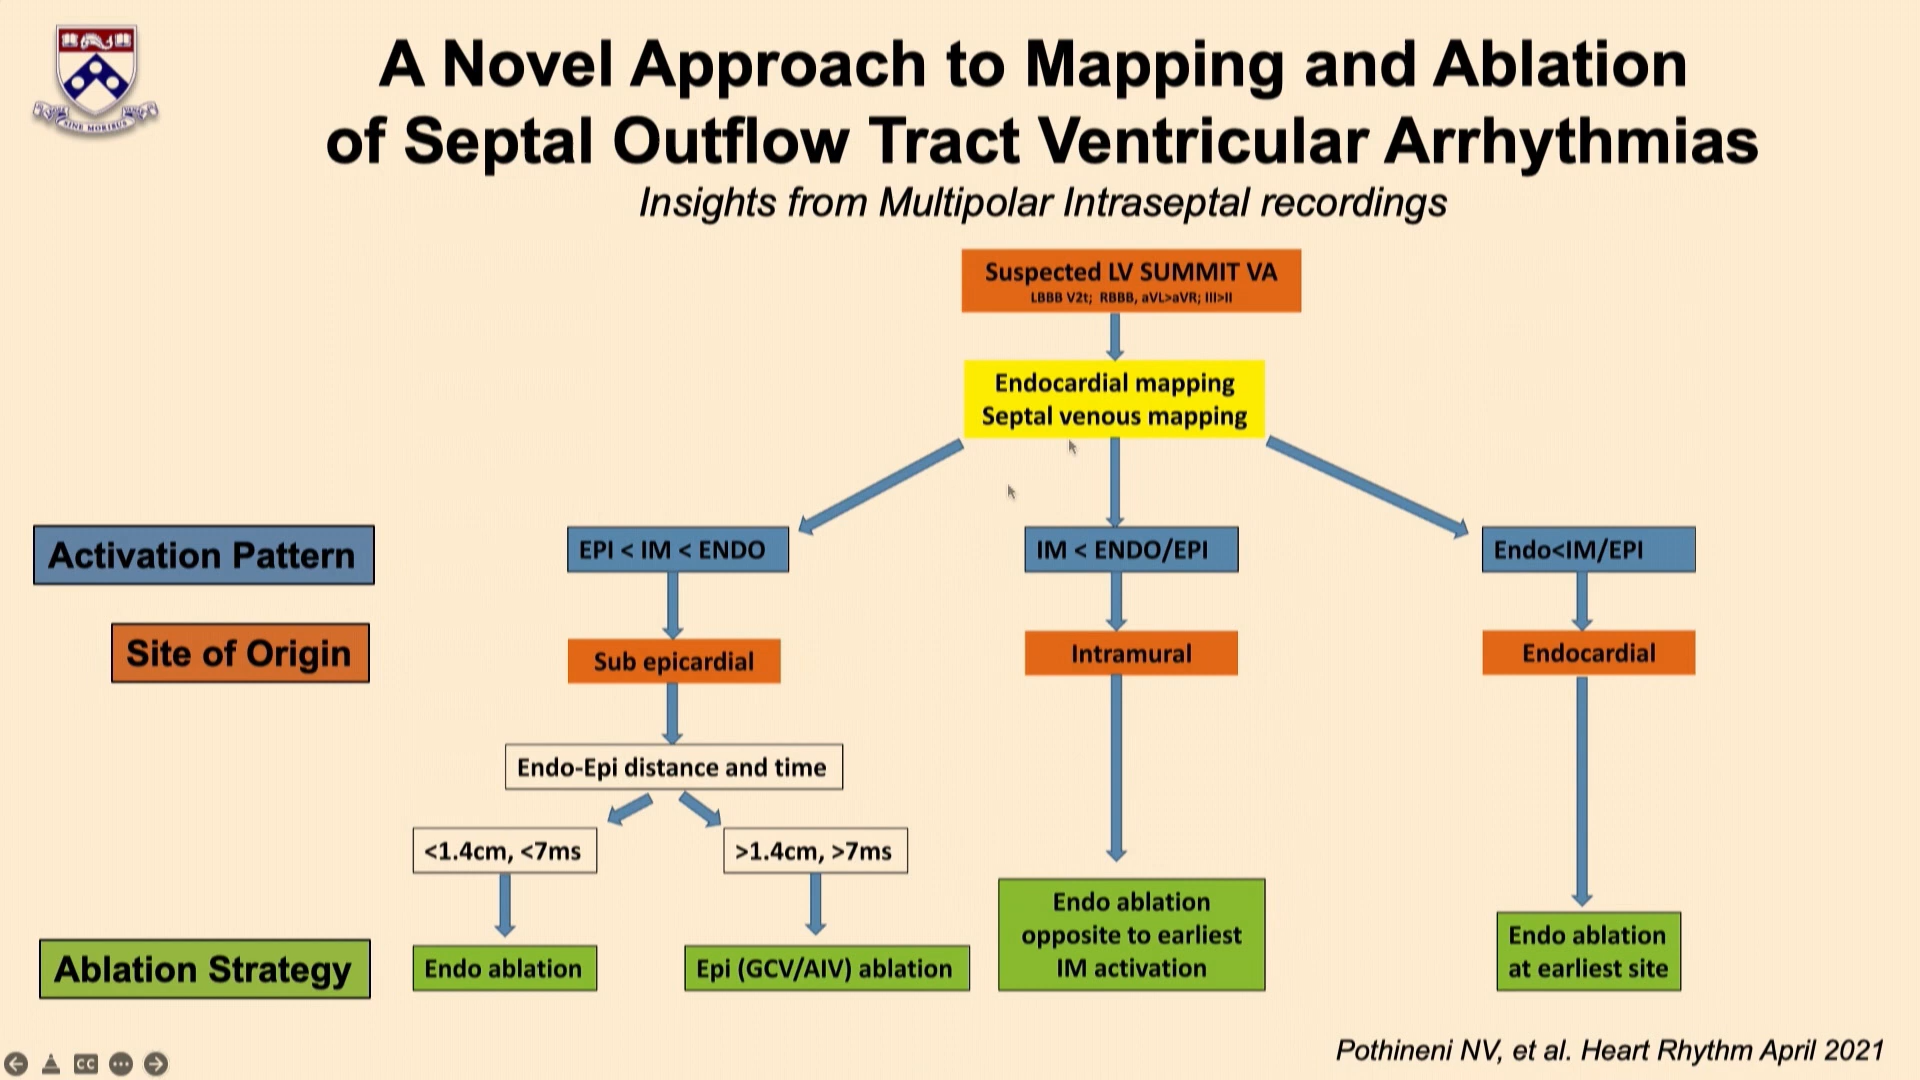 A Novel Approach to Mapping and Ablation
of Septal Outflow Tract Ventricular Arrhythmias
Insights from Multipolar Intraseptal recordings
SINE MORIBUS
Suspected LV SUMMIT VA
LBBB V2t; RBBB, aVL>aVR; III>II
Endocardial mapping
Septal venous mapping
Activation Pattern
EPI < IM < ENDO
IM < ENDO/EPI
Endo<IM/EPI
Site of Origin
Sub epicardial
Intramural
Endocardial
Endo-Epi distance and time
<1.4cm, <7ms
>1.4cm, >7ms
Ablation Strategy
Endo ablation
Epi (GCV/AIV) ablation
Endo ablation
opposite to earliest
IM activation
Endo ablation
at earliest site
Pothineni NV, et al. Heart Rhythm April 2021
CC